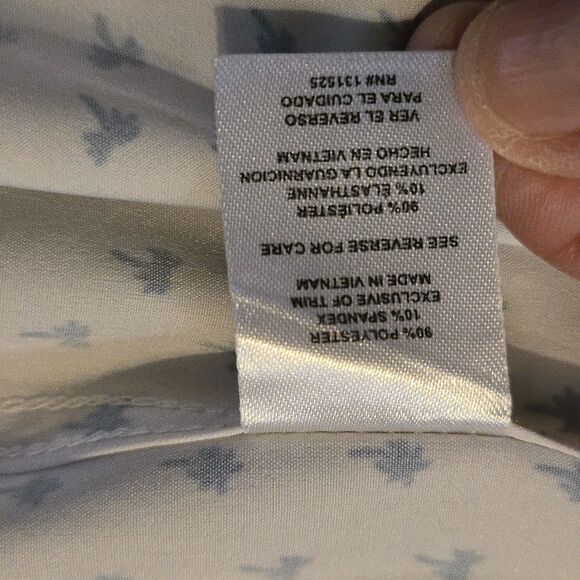 90% POLYESTER
10% SPANDEX
EXCLUSIVE OF TRIM
MADE IN VIETNAM
SEE REVERSE FOR CARE
90% POLIÉSTER
10% ELASTHANNE
EXCLUYENDO LA GUARNICION
HECHO EN VIETNAM
VER EL REVERSO
PARA EL CUIDADO
RN# 131525